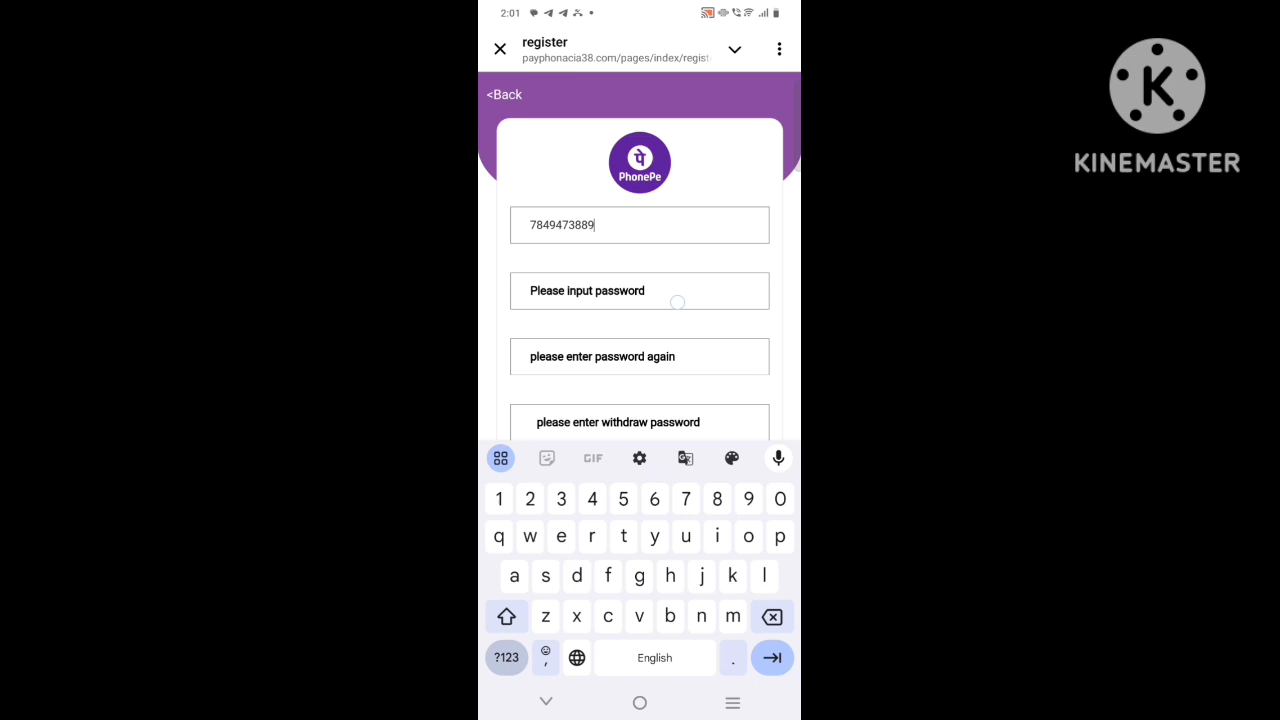 2:01
register
payphonacia38.com/pages/index/regist
<Back
पे
PhonePe
7849473889
Please input password
please enter password again
please enter withdraw password
GIF
1 2 3 4 5 6 7 8 9 0
q w e r t y u i o p
a s d f g h j k l
z x c v b n m
?123 , English .
K
KINEMASTER